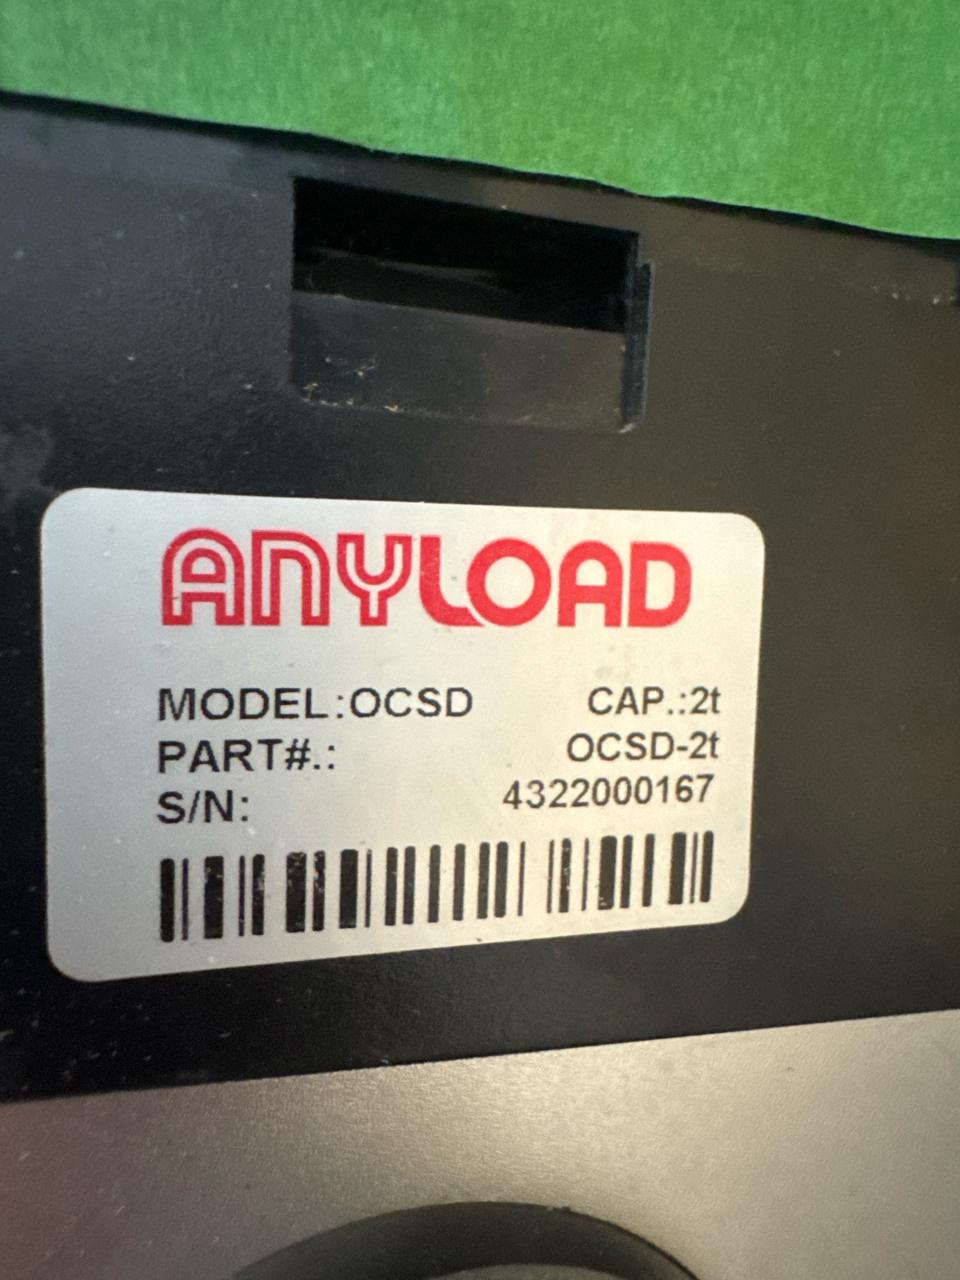 ANYLOAD
MODEL:OCSD CAP.:2t
PART#.: OCSD-2t
S/N: 4322000167